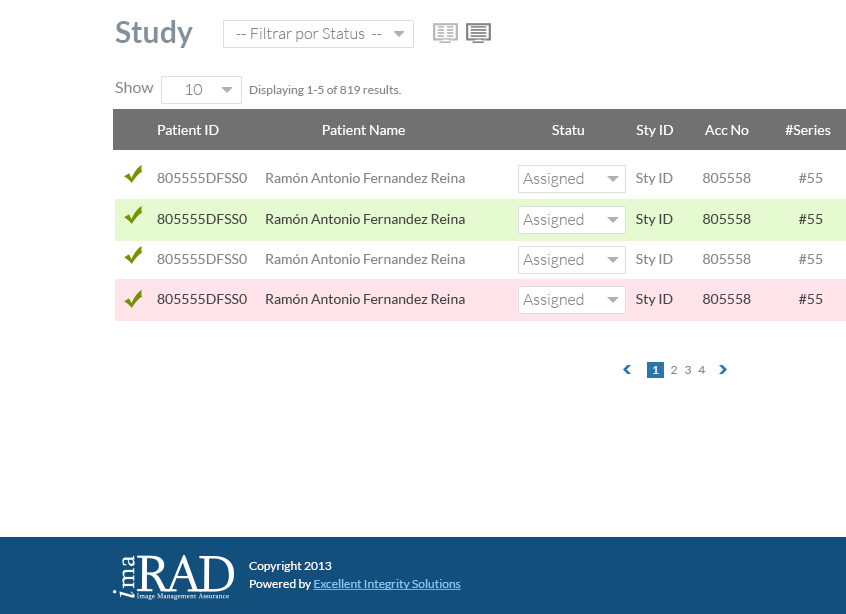 Study -- Filtrar por Status --
Show 10 Displaying 1-5 of 819 results.
Patient ID Patient Name Statu Sty ID Acc No #Series
805555DFSS0 Ramón Antonio Fernandez Reina Assigned Sty ID 805558 #55
805555DFSS0 Ramón Antonio Fernandez Reina Assigned Sty ID 805558 #55
805555DFSS0 Ramón Antonio Fernandez Reina Assigned Sty ID 805558 #55
805555DFSS0 Ramón Antonio Fernandez Reina Assigned Sty ID 805558 #55
1 2 3 4
imaRAD
Image Management Assurance
Copyright 2013
Powered by Excellent Integrity Solutions